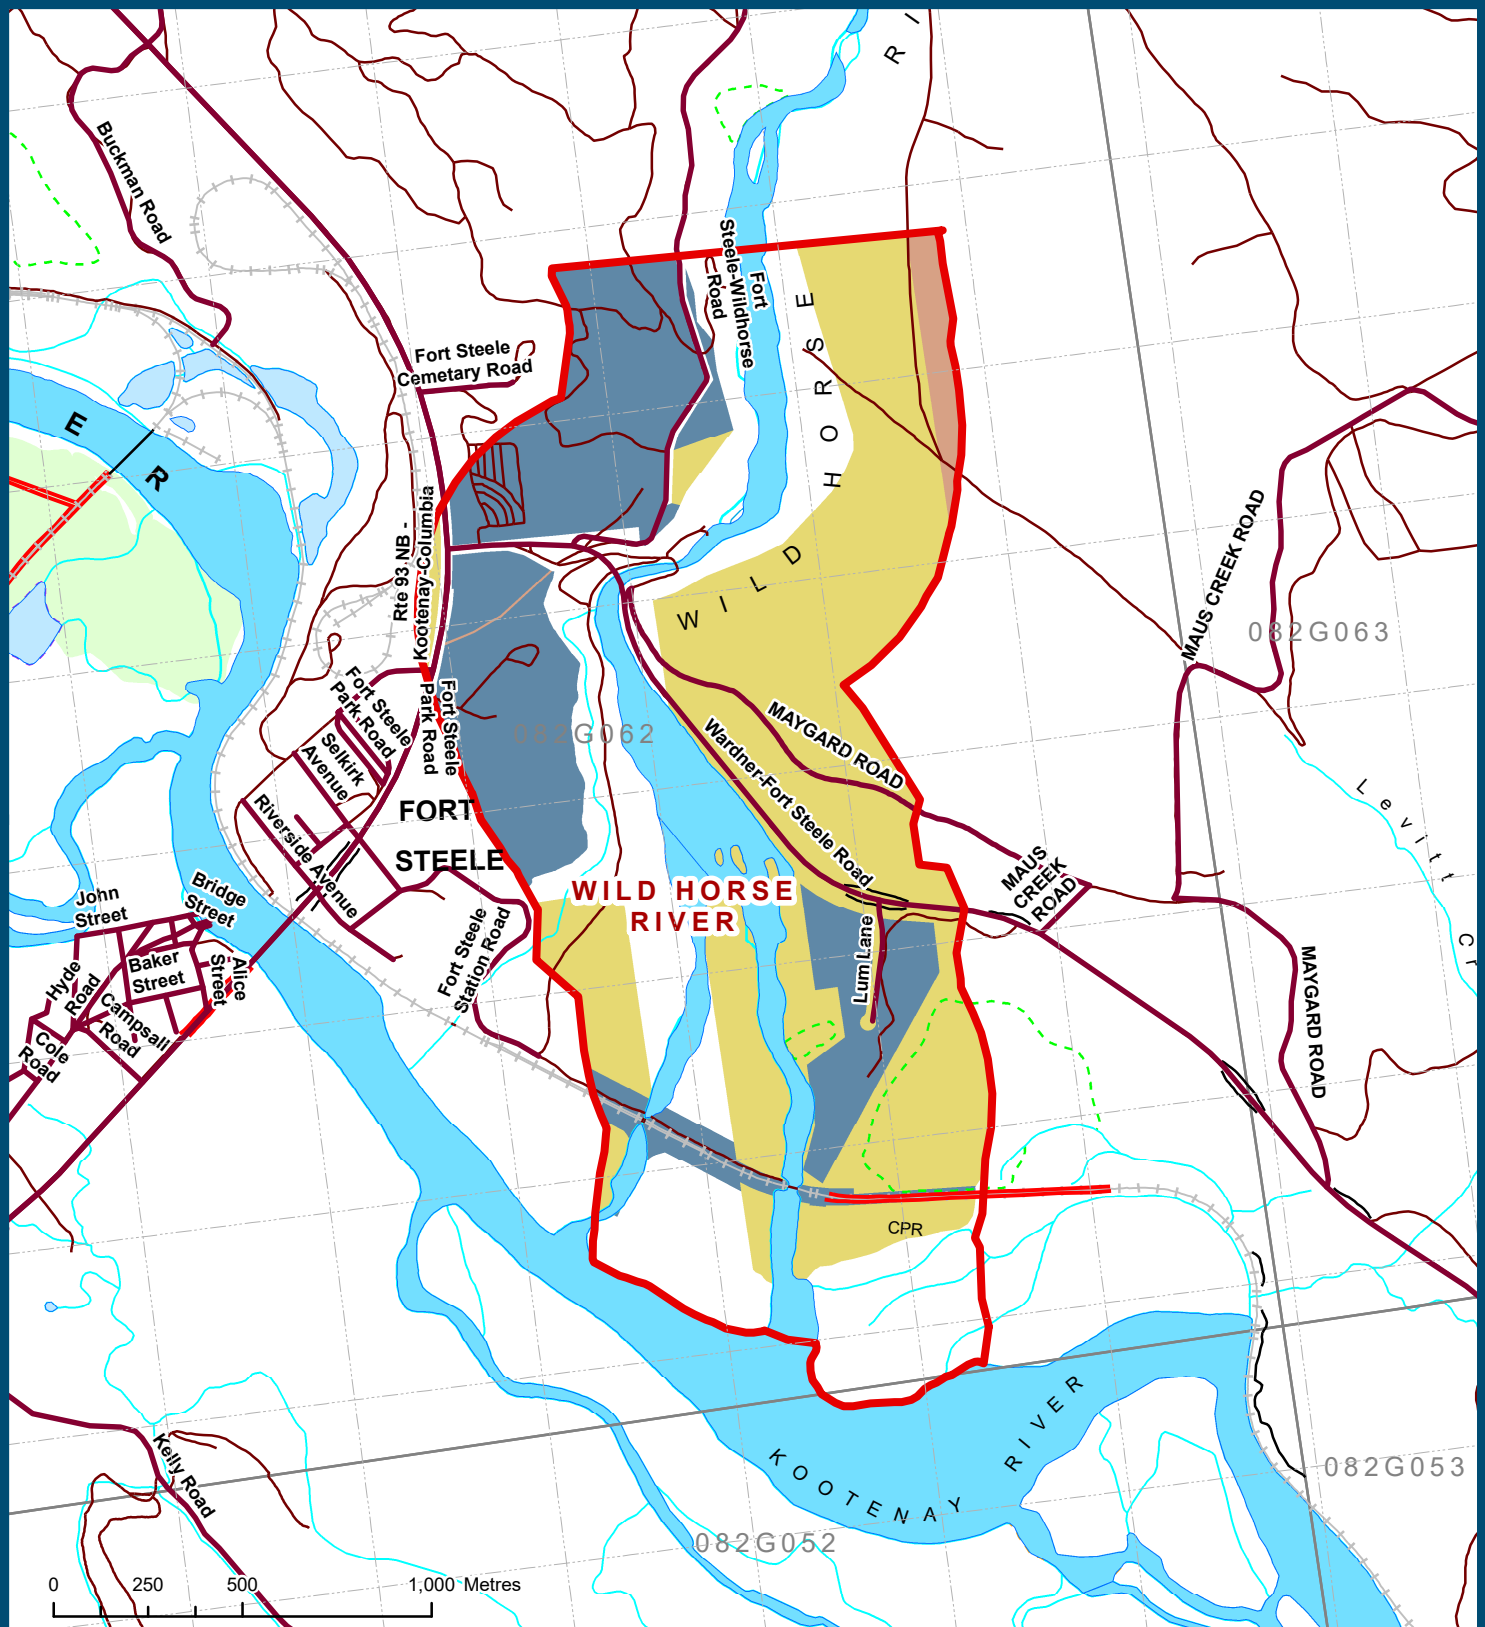 R I
Buckman Road
Fort
Steele-Wildhorse
Road
Fort Steele
Cemetary Road
E R
W I L D H O R S E
Rte 93 NB -
Kootenay-Columbia
MAUS CREEK ROAD
082G063
Fort Steele
Park Road
Fort Steele
Park Road
082G062
Selkirk
Avenue
MAYGARD ROAD
Wardner-Fort Steele Road
Riverside Avenue
FORT
STEELE
Levitt Cr
MAUS
CREEK
ROAD
WILD HORSE
RIVER
John
Street
Bridge
Street
Baker
Street
Alice
Street
Hyde
Road
Campsall
Road
Cole
Road
Fort Steele
Station Road
Lum Lane
MAYGARD ROAD
CPR
KOOTENAY RIVER
Kelly Road
082G053
082G052
0 250 500 1,000 Metres